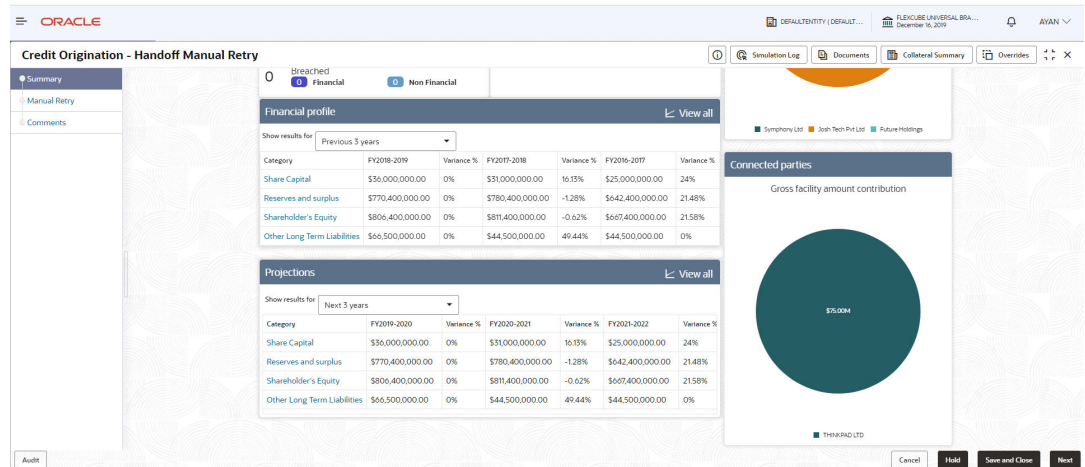 ORACLE
DEFAULTENTITY ( DEFAULT...
FLEXCUBE UNIVERSAL BRA...
December 16, 2019
AYAN
Credit Origination - Handoff Manual Retry
Simulation Log
Documents
Collateral Summary
Overrides
Summary
Manual Retry
Comments
0 Breached
0 Financial 0 Non Financial
Financial profile View all
Show results for Previous 3 years
Category FY2018-2019 Variance % FY2017-2018 Variance % FY2016-2017 Variance %
Share Capital $36,000,000.00 0% $31,000,000.00 16.13% $25,000,000.00 24%
Reserves and surplus $770,400,000.00 0% $780,400,000.00 -1.28% $642,400,000.00 21.48%
Shareholder's Equity $806,400,000.00 0% $811,400,000.00 -0.62% $667,400,000.00 21.58%
Other Long Term Liabilities $66,500,000.00 0% $44,500,000.00 49.44% $44,500,000.00 0%
Projections View all
Show results for Next 3 years
Category FY2019-2020 Variance % FY2020-2021 Variance % FY2021-2022 Variance %
Share Capital $36,000,000.00 0% $31,000,000.00 16.13% $25,000,000.00 24%
Reserves and surplus $770,400,000.00 0% $780,400,000.00 -1.28% $642,400,000.00 21.48%
Shareholder's Equity $806,400,000.00 0% $811,400,000.00 -0.62% $667,400,000.00 21.58%
Other Long Term Liabilities $66,500,000.00 0% $44,500,000.00 49.44% $44,500,000.00 0%
Symphony Ltd Josh Tech Pvt Ltd Future Holdings
Connected parties
Gross facility amount contribution
$75.00M
THINKPAD LTD
Audit
Cancel
Hold
Save and Close
Next